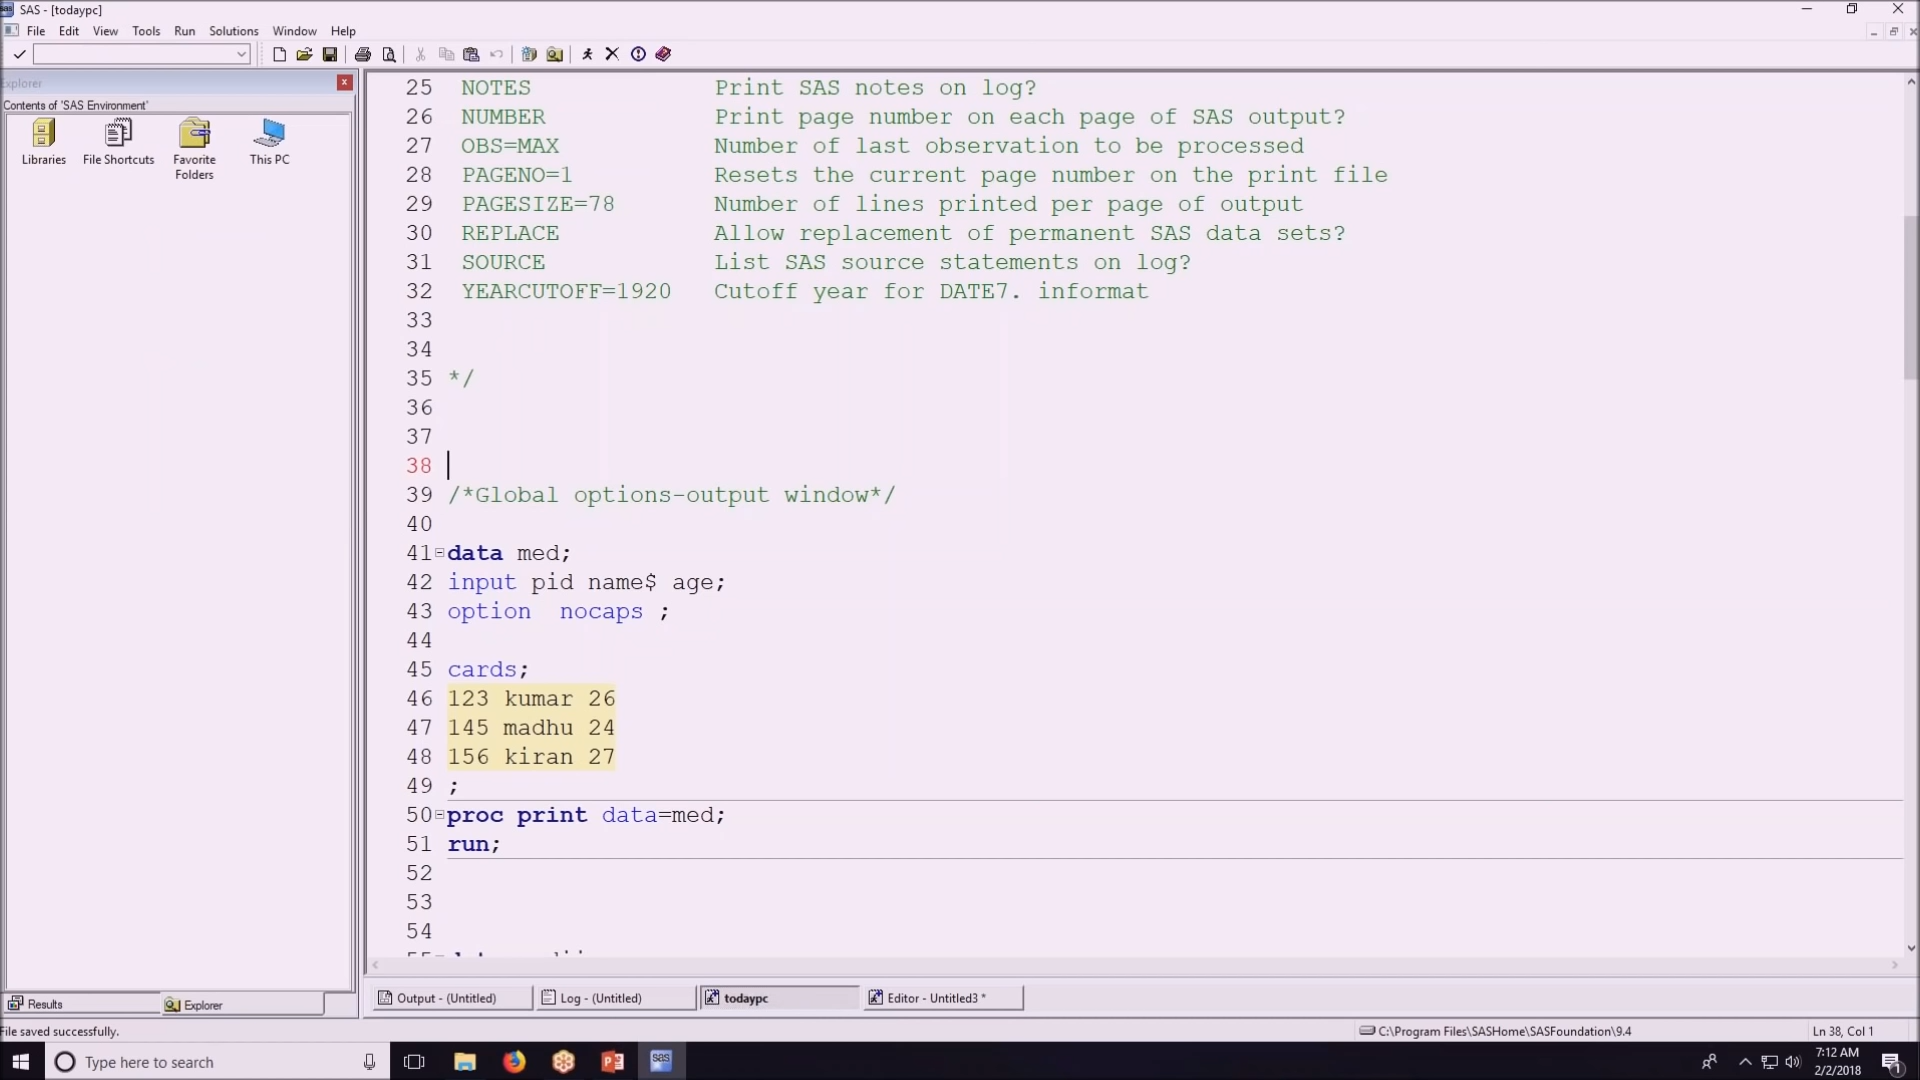 SAS - [todaypc]
File Edit View Tools Run Solutions Window Help
Explorer
Contents of 'SAS Environment'
Libraries
File Shortcuts
Favorite Folders
This PC
25 NOTES Print SAS notes on log?
26 NUMBER Print page number on each page of SAS output?
27 OBS=MAX Number of last observation to be processed
28 PAGENO=1 Resets the current page number on the print file
29 PAGESIZE=78 Number of lines printed per page of output
30 REPLACE Allow replacement of permanent SAS data sets?
31 SOURCE List SAS source statements on log?
32 YEARCUTOFF=1920 Cutoff year for DATE7. informat
33
34
35 */
36
37
38
39 /*Global options-output window*/
40
41 data med;
42 input pid name$ age;
43 option nocaps ;
44
45 cards;
46 123 kumar 26
47 145 madhu 24
48 156 kiran 27
49 ;
50 proc print data=med;
51 run;
52
53
54
Results
Explorer
Output - (Untitled)
Log - (Untitled)
todaypc
Editor - Untitled3 *
File saved successfully.
C:\Program Files\SASHome\SASFoundation\9.4
Ln 38, Col 1
Type here to search
sas
7:12 AM
2/2/2018
1